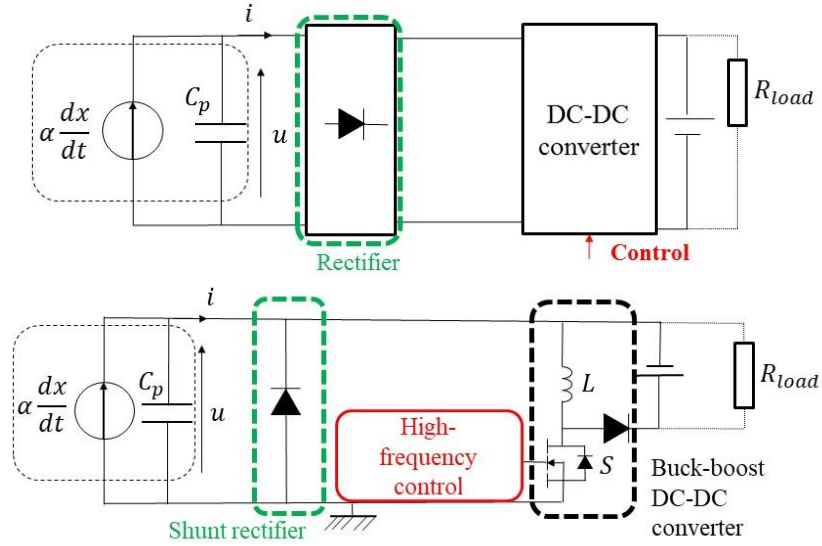 i
α dx/dt
C_p
u
Rectifier
DC-DC
converter
Control
R_load
i
α dx/dt
C_p
u
Shunt rectifier
High-
frequency
control
L
S
R_load
Buck-boost
DC-DC
converter